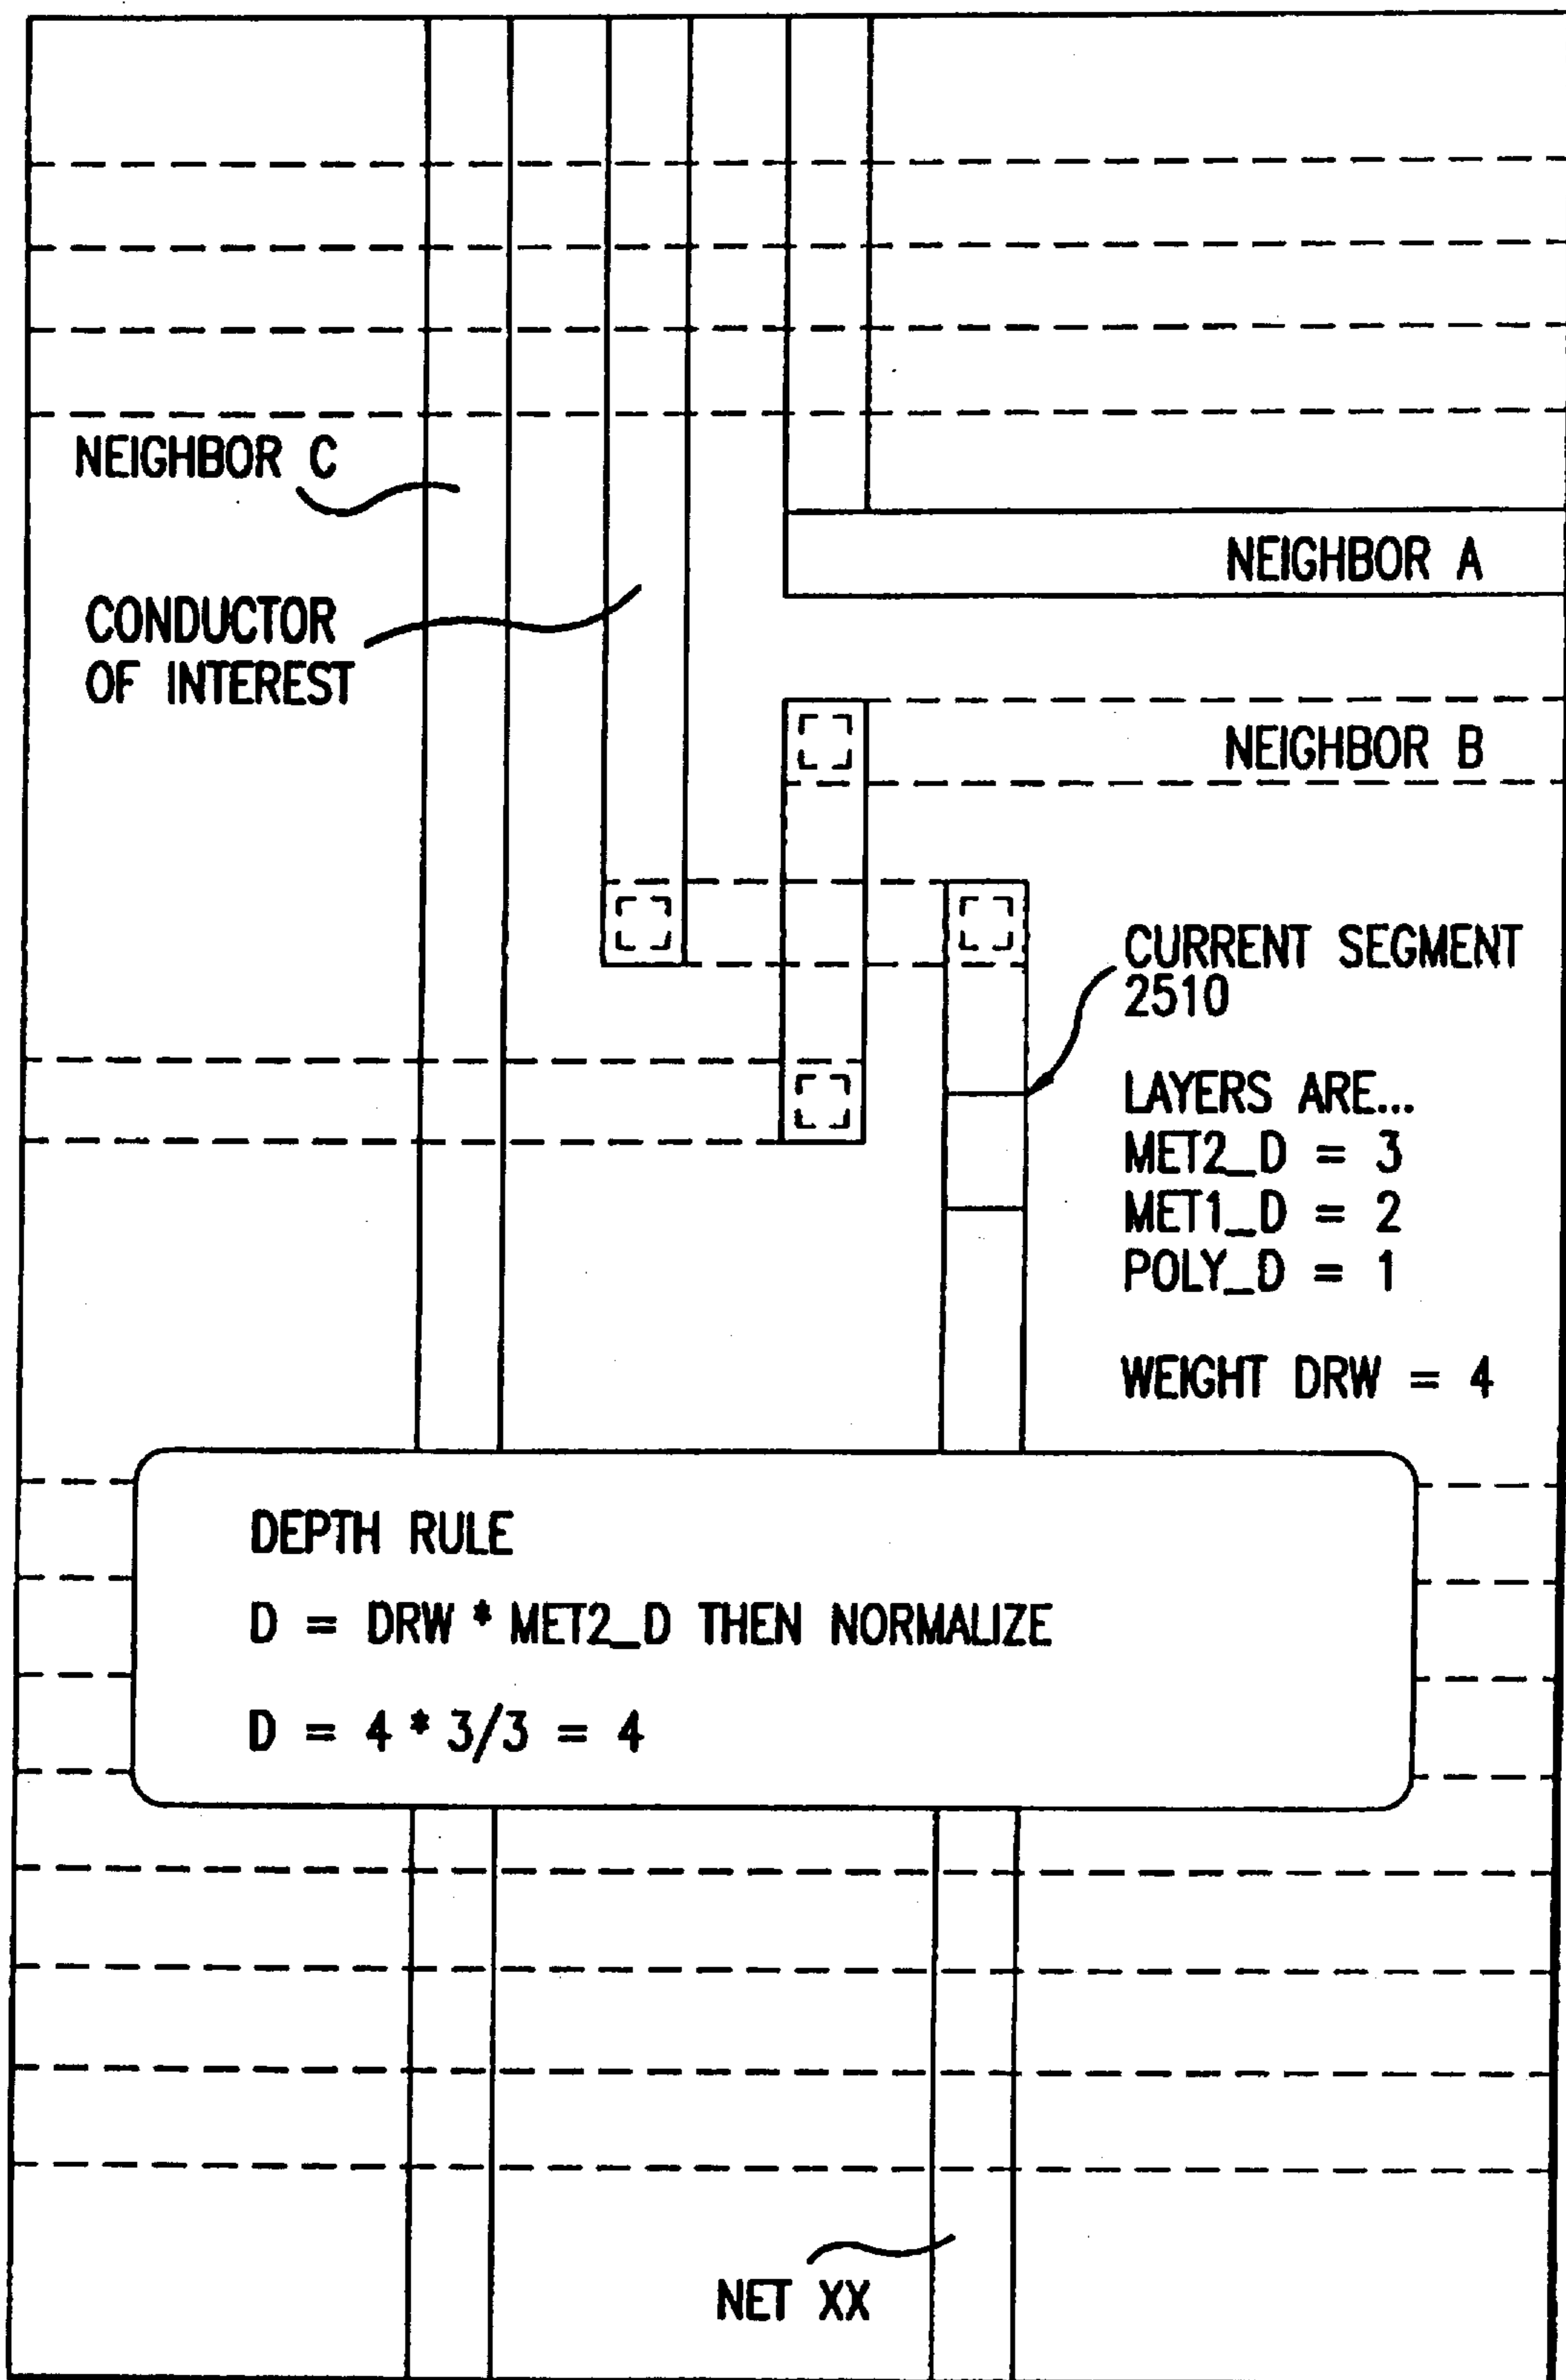 NEIGHBOR C
NEIGHBOR A
CONDUCTOR
OF INTEREST
NEIGHBOR B
CURRENT SEGMENT
2510
LAYERS ARE...
MET2_D = 3
MET1_D = 2
POLY_D = 1
WEIGHT DRW = 4
DEPTH RULE
D = DRW * MET2_D THEN NORMALIZE
D = 4 * 3/3 = 4
NET XX